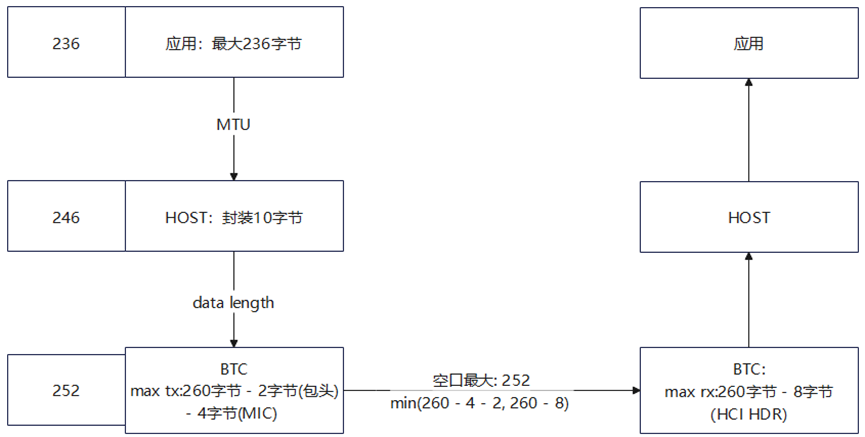 236
应用：最大236字节
应用
MTU
246
HOST：封装10字节
HOST
data length
252
BTC
max tx:260字节 - 2字节(包头)
- 4字节(MIC)
空口最大: 252
min(260 - 4 - 2, 260 - 8)
BTC：
max rx:260字节 - 8字节
(HCI HDR)